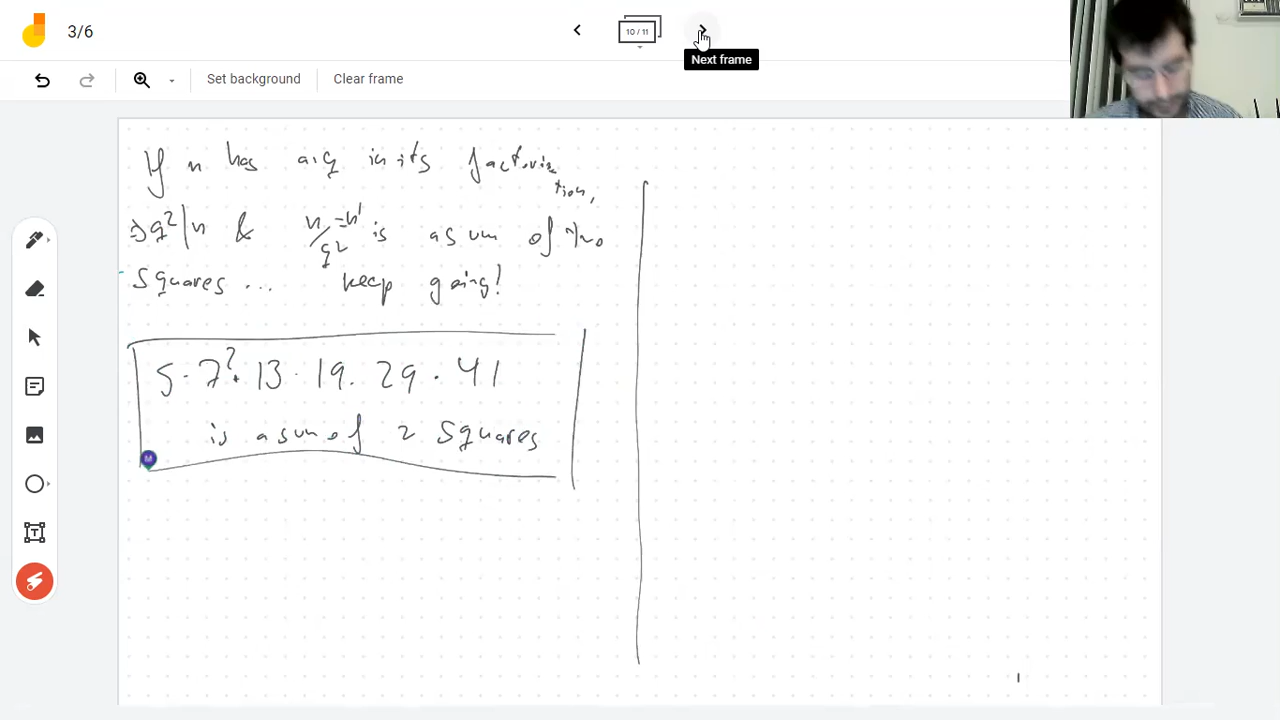 3/6
10 / 11
Next frame
Set background
Clear frame
If n has a q in its factoriza
tion,
⇒ q²|n & n/q² = n' is a sum of two
squares ... keep going!
5 · 7² · 13 · 19 · 29 · 41
is a sum of 2 squares
M